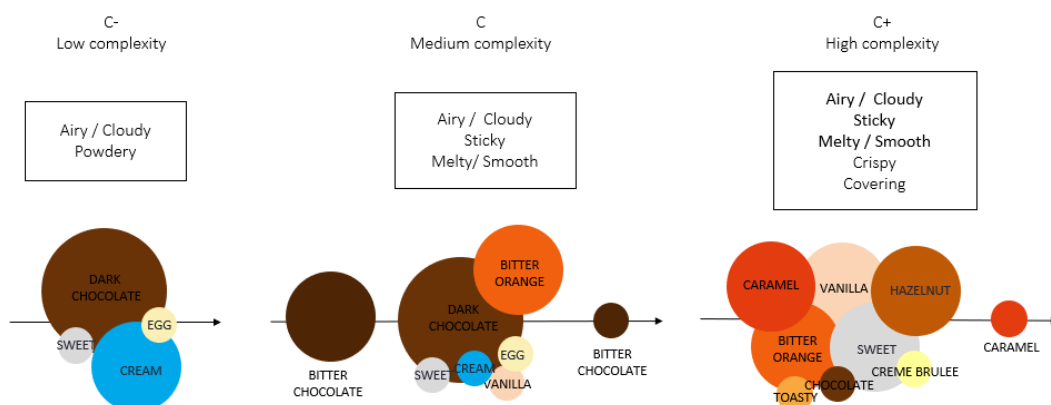 C-
Low complexity
Airy / Cloudy
Powdery
DARK
CHOCOLATE
EGG
SWEET
CREAM
C
Medium complexity
Airy / Cloudy
Sticky
Melty/ Smooth
BITTER
CHOCOLATE
DARK
CHOCOLATE
BITTER
ORANGE
EGG
SWEET
CREAM
VANILLA
BITTER
CHOCOLATE
C+
High complexity
Airy / Cloudy
Sticky
Melty / Smooth
Crispy
Covering
CARAMEL
VANILLA
HAZELNUT
BITTER
ORANGE
SWEET
CREME BRULEE
CHOCOLATE
TOASTY
CARAMEL